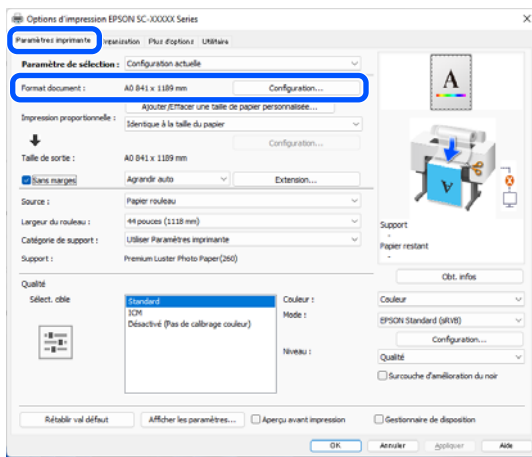 Options d'impression EPSON SC-XXXXX Series
Paramètres imprimante Organisation Plus d'options Utilitaire
Paramètre de sélection : Configuration actuelle
Format document : A0 841 x 1189 mm Configuration...
Ajouter/Effacer une taille de papier personnalisée...
Impression proportionnelle : Identique à la taille du papier
Configuration...
Taille de sortie : A0 841 x 1189 mm
Sans marges Agrandir auto Extension...
Source : Papier rouleau
Largeur du rouleau : 44 pouces (1118 mm)
Catégorie de support : Utiliser Paramètres imprimante
Support : Premium Luster Photo Paper(260)
A
A
Support
-
Papier restant
-
Obt. infos
Qualité
Sélect. cible
Standard
ICM
Désactivé (Pas de calibrage couleur)
Couleur : Couleur
Mode : EPSON Standard (sRVB)
Configuration...
Niveau : Qualité
Surcouche d'amélioration du noir
Rétablir val défaut Afficher les paramètres... Aperçu avant impression Gestionnaire de disposition
OK Annuler Appliquer Aide